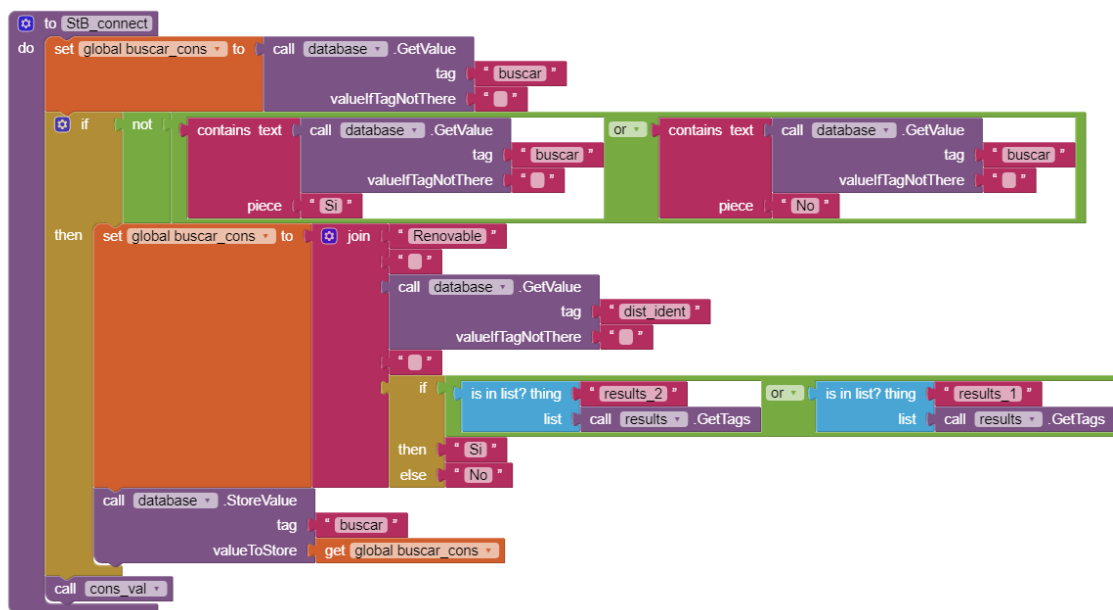 to StB_connect
do set global buscar_cons to call database .GetValue
tag " buscar "
valueIfTagNotThere " "
if not contains text call database .GetValue or contains text call database .GetValue
tag " buscar " tag " buscar "
valueIfTagNotThere " " valueIfTagNotThere " "
piece " Si " piece " No "
then set global buscar_cons to join " Renovable "
" "
call database .GetValue
tag " dist_ident "
valueIfTagNotThere " "
" "
if is in list? thing " results_2 " or is in list? thing " results_1 "
list call results .GetTags list call results .GetTags
then " Si "
else " No "
call database .StoreValue
tag " buscar "
valueToStore get global buscar_cons
call cons_val